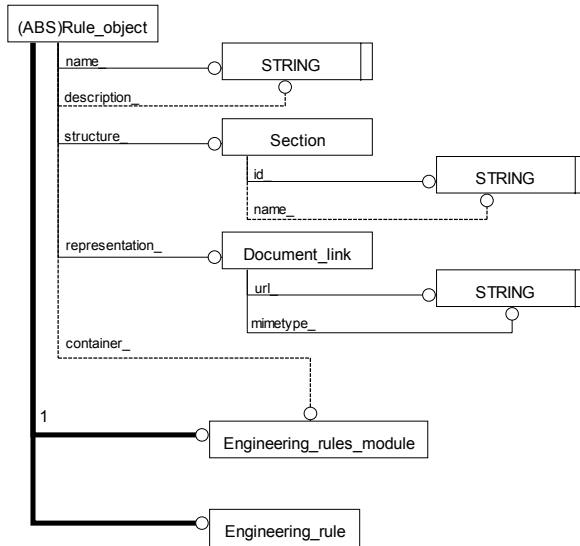 (ABS)Rule_object
name_
STRING
description_
structure_
Section
id_
STRING
name_
representation_
Document_link
url_
STRING
mimetype_
container_
1
Engineering_rules_module
Engineering_rule